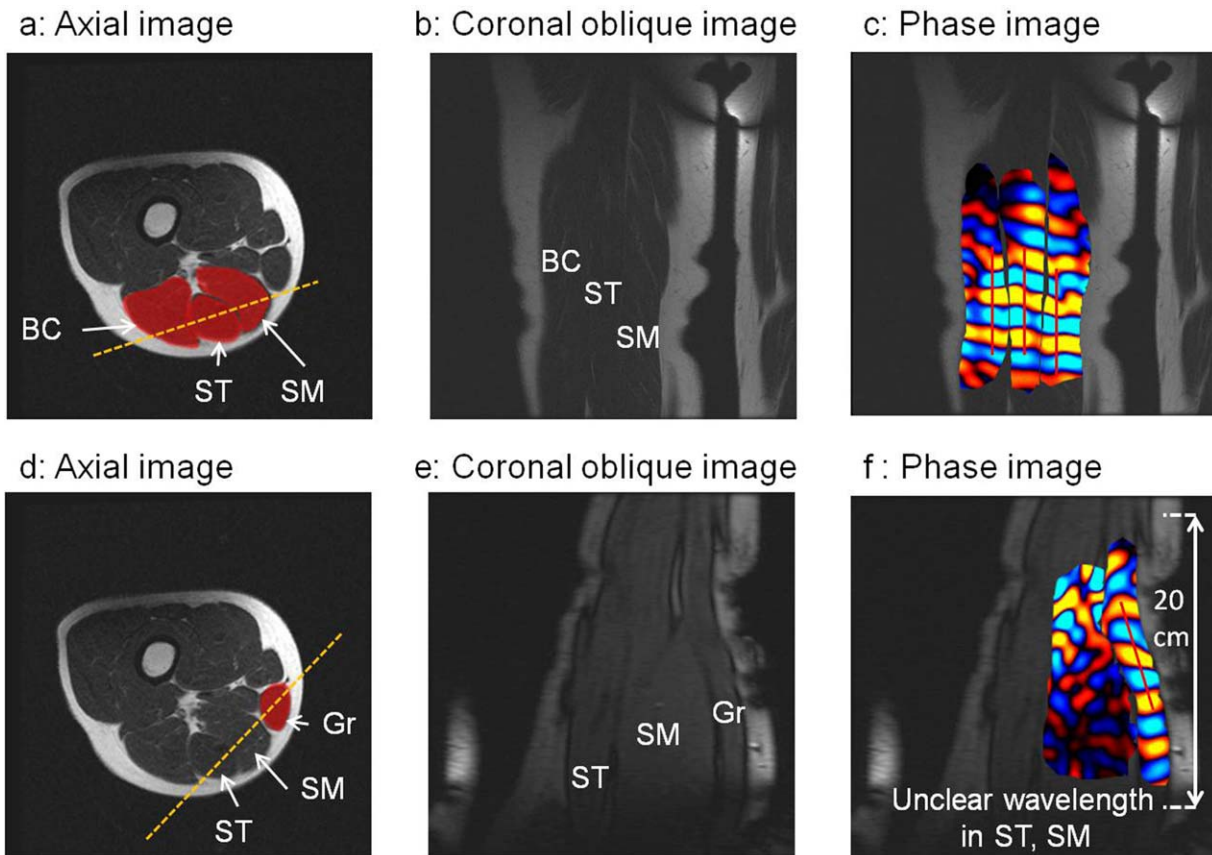 a: Axial image
b: Coronal oblique image
c: Phase image
BC
ST
SM
BC
ST
SM
d: Axial image
e: Coronal oblique image
f: Phase image
Gr
SM
ST
Gr
SM
ST
20
cm
Unclear wavelength
in ST, SM